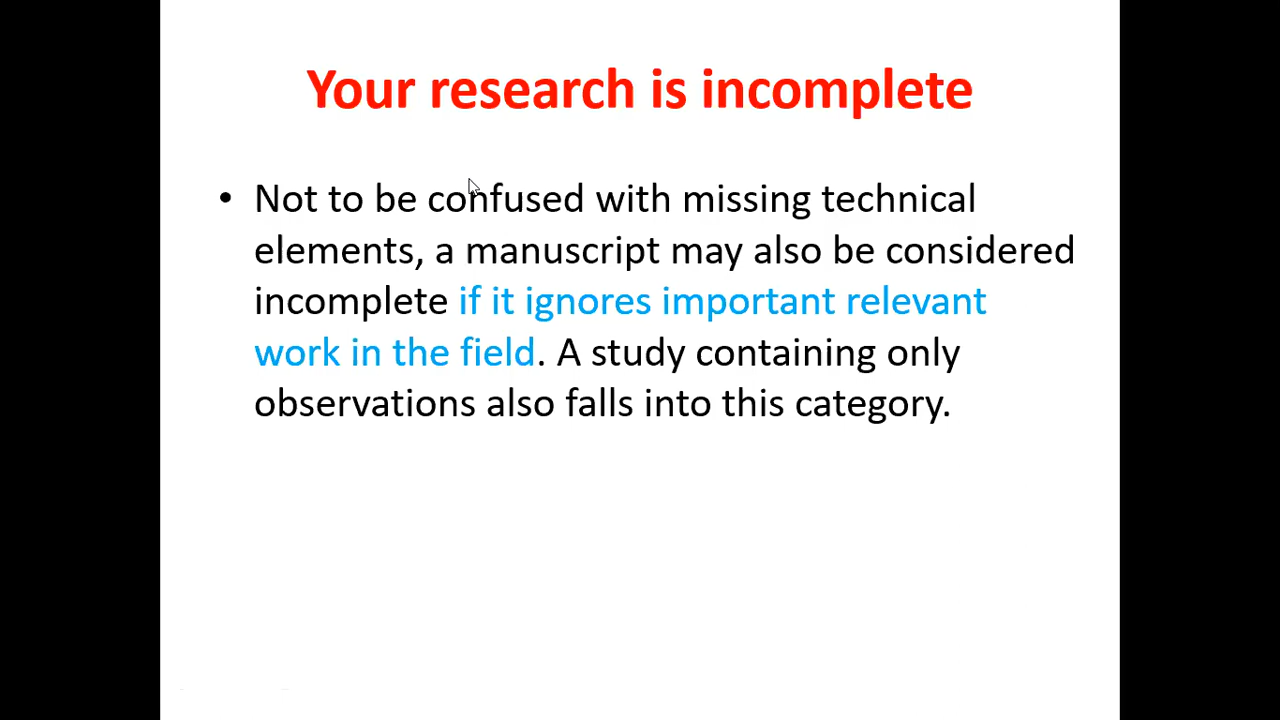 Your research is incomplete
• Not to be confused with missing technical
elements, a manuscript may also be considered
incomplete if it ignores important relevant
work in the field. A study containing only
observations also falls into this category.